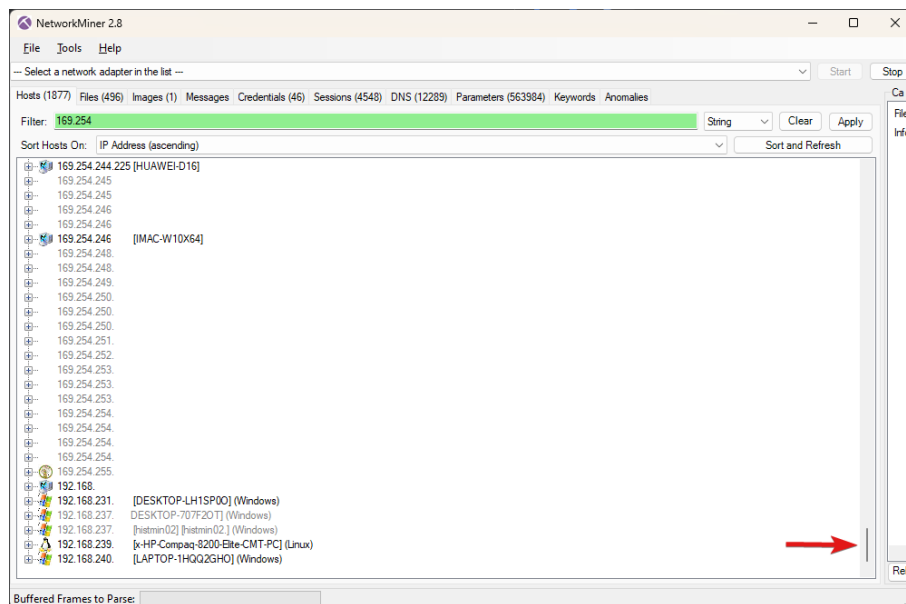 NetworkMiner 2.8
File Tools Help
--- Select a network adapter in the list --- Start Stop
Hosts (1877) Files (496) Images (1) Messages Credentials (46) Sessions (4548) DNS (12289) Parameters (563984) Keywords Anomalies
Filter: 169.254 String Clear Apply
Sort Hosts On: IP Address (ascending) Sort and Refresh
169.254.244.225 [HUAWEI-D16]
169.254.245
169.254.245
169.254.246
169.254.246
169.254.246 [IMAC-W10X64]
169.254.248.
169.254.248.
169.254.249.
169.254.250.
169.254.250.
169.254.250.
169.254.251.
169.254.252.
169.254.253.
169.254.253.
169.254.253.
169.254.254.
169.254.254.
169.254.254.
169.254.254.
169.254.255.
192.168.
192.168.231. [DESKTOP-LH1SP0O] (Windows)
192.168.237. DESKTOP-707F2OT] (Windows)
192.168.237. [histmin02] [histmin02.] (Windows)
192.168.239. [x-HP-Compaq-8200-Elite-CMT-PC] (Linux)
192.168.240. [LAPTOP-1HQQ2GHO] (Windows)
Buffered Frames to Parse:
Ca
File
Info
Rel